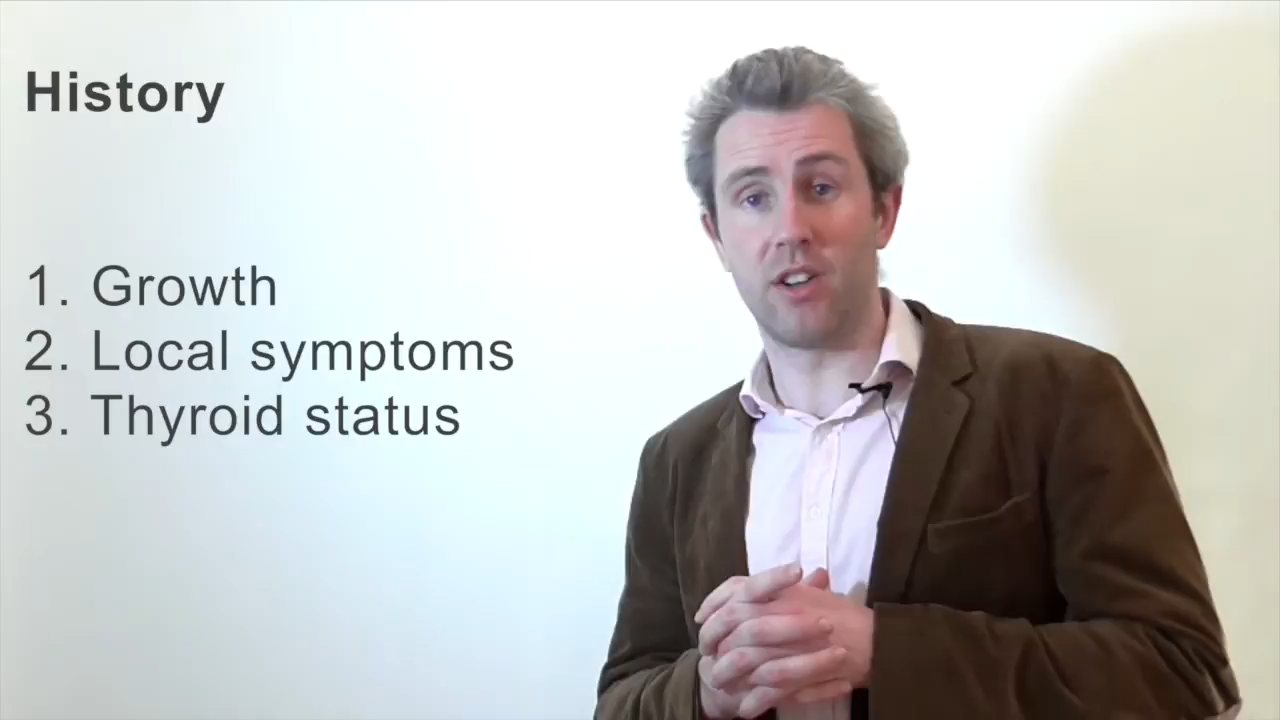 History
1. Growth
2. Local symptoms
3. Thyroid status